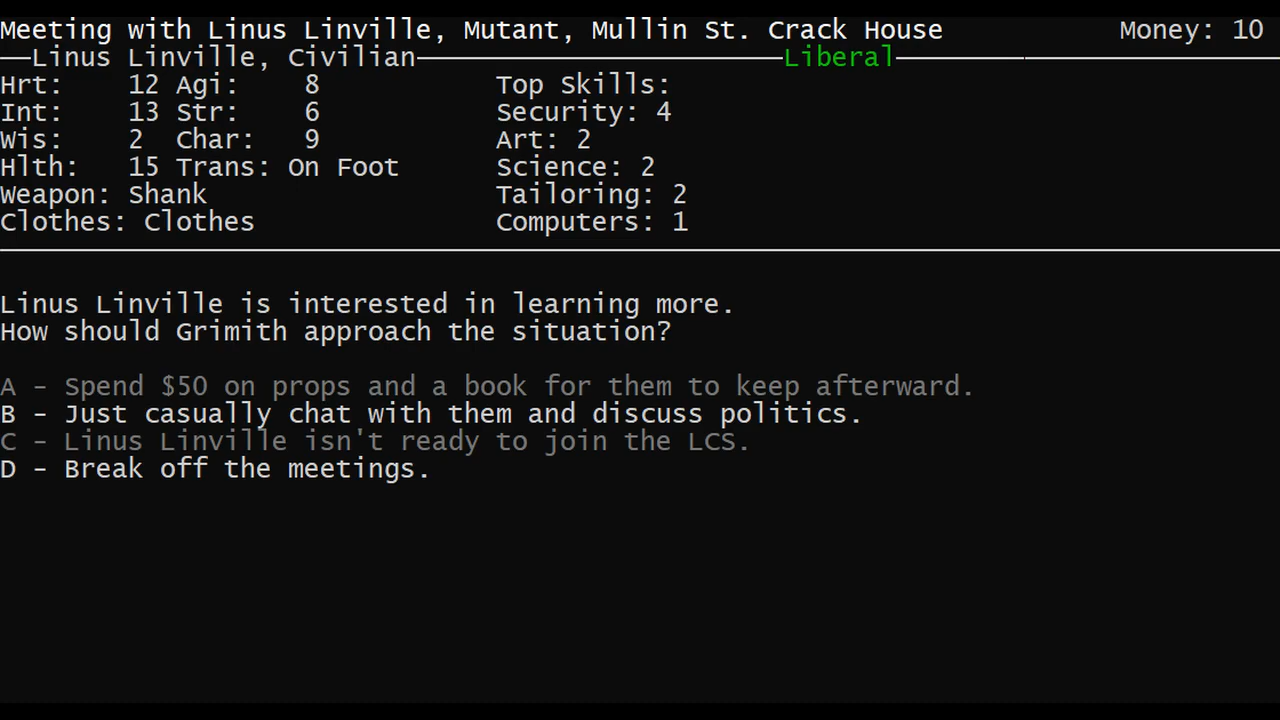 Meeting with Linus Linville, Mutant, Mullin St. Crack House Money: 10
Linus Linville, Civilian Liberal
Hrt: 12 Agi: 8 Top Skills:
Int: 13 Str: 6 Security: 4
Wis: 2 Char: 9 Art: 2
Hlth: 15 Trans: On Foot Science: 2
Weapon: Shank Tailoring: 2
Clothes: Clothes Computers: 1
Linus Linville is interested in learning more.
How should Grimith approach the situation?
A - Spend $50 on props and a book for them to keep afterward.
B - Just casually chat with them and discuss politics.
C - Linus Linville isn't ready to join the LCS.
D - Break off the meetings.